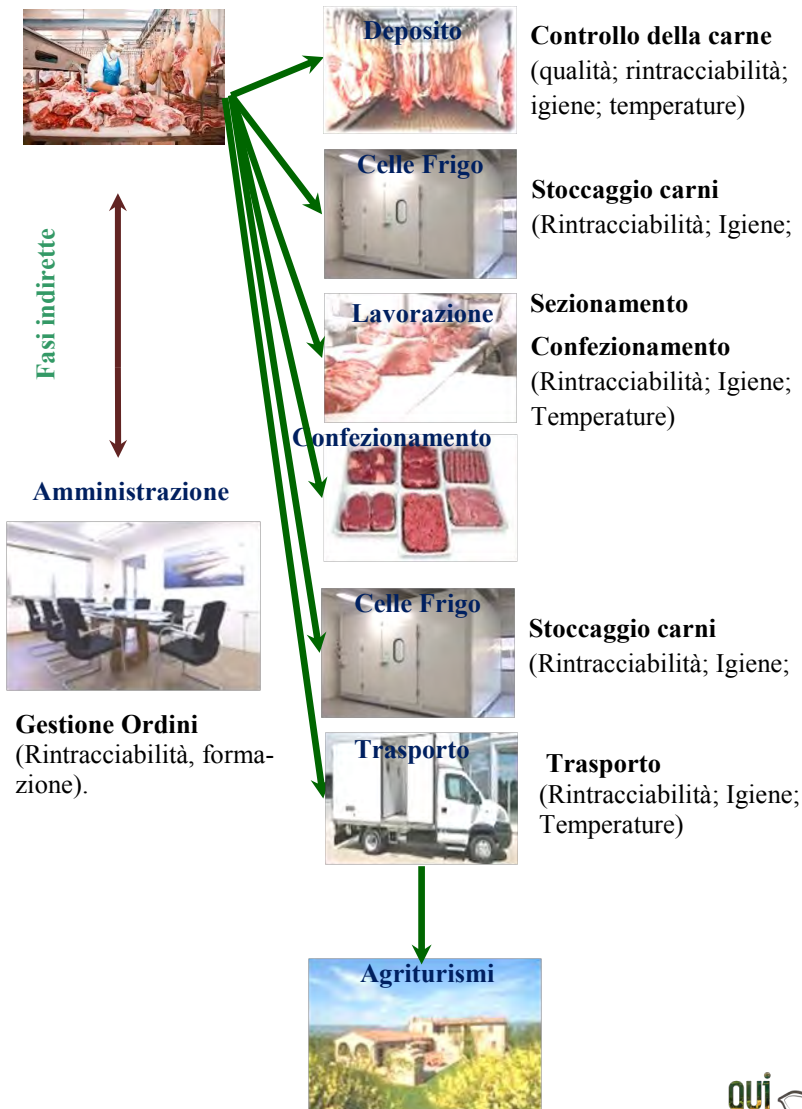 Deposito
Controllo della carne
(qualità; rintracciabilità;
igiene; temperature)
Celle Frigo
Stoccaggio carni
(Rintracciabilità; Igiene;
Fasi indirette
Lavorazione
Sezionamento
Confezionamento
(Rintracciabilità; Igiene;
Temperature)
Confezionamento
Amministrazione
Celle Frigo
Stoccaggio carni
(Rintracciabilità; Igiene;
Gestione Ordini
(Rintracciabilità, forma-
zione).
Trasporto
Trasporto
(Rintracciabilità; Igiene;
Temperature)
Agriturismi
QUI